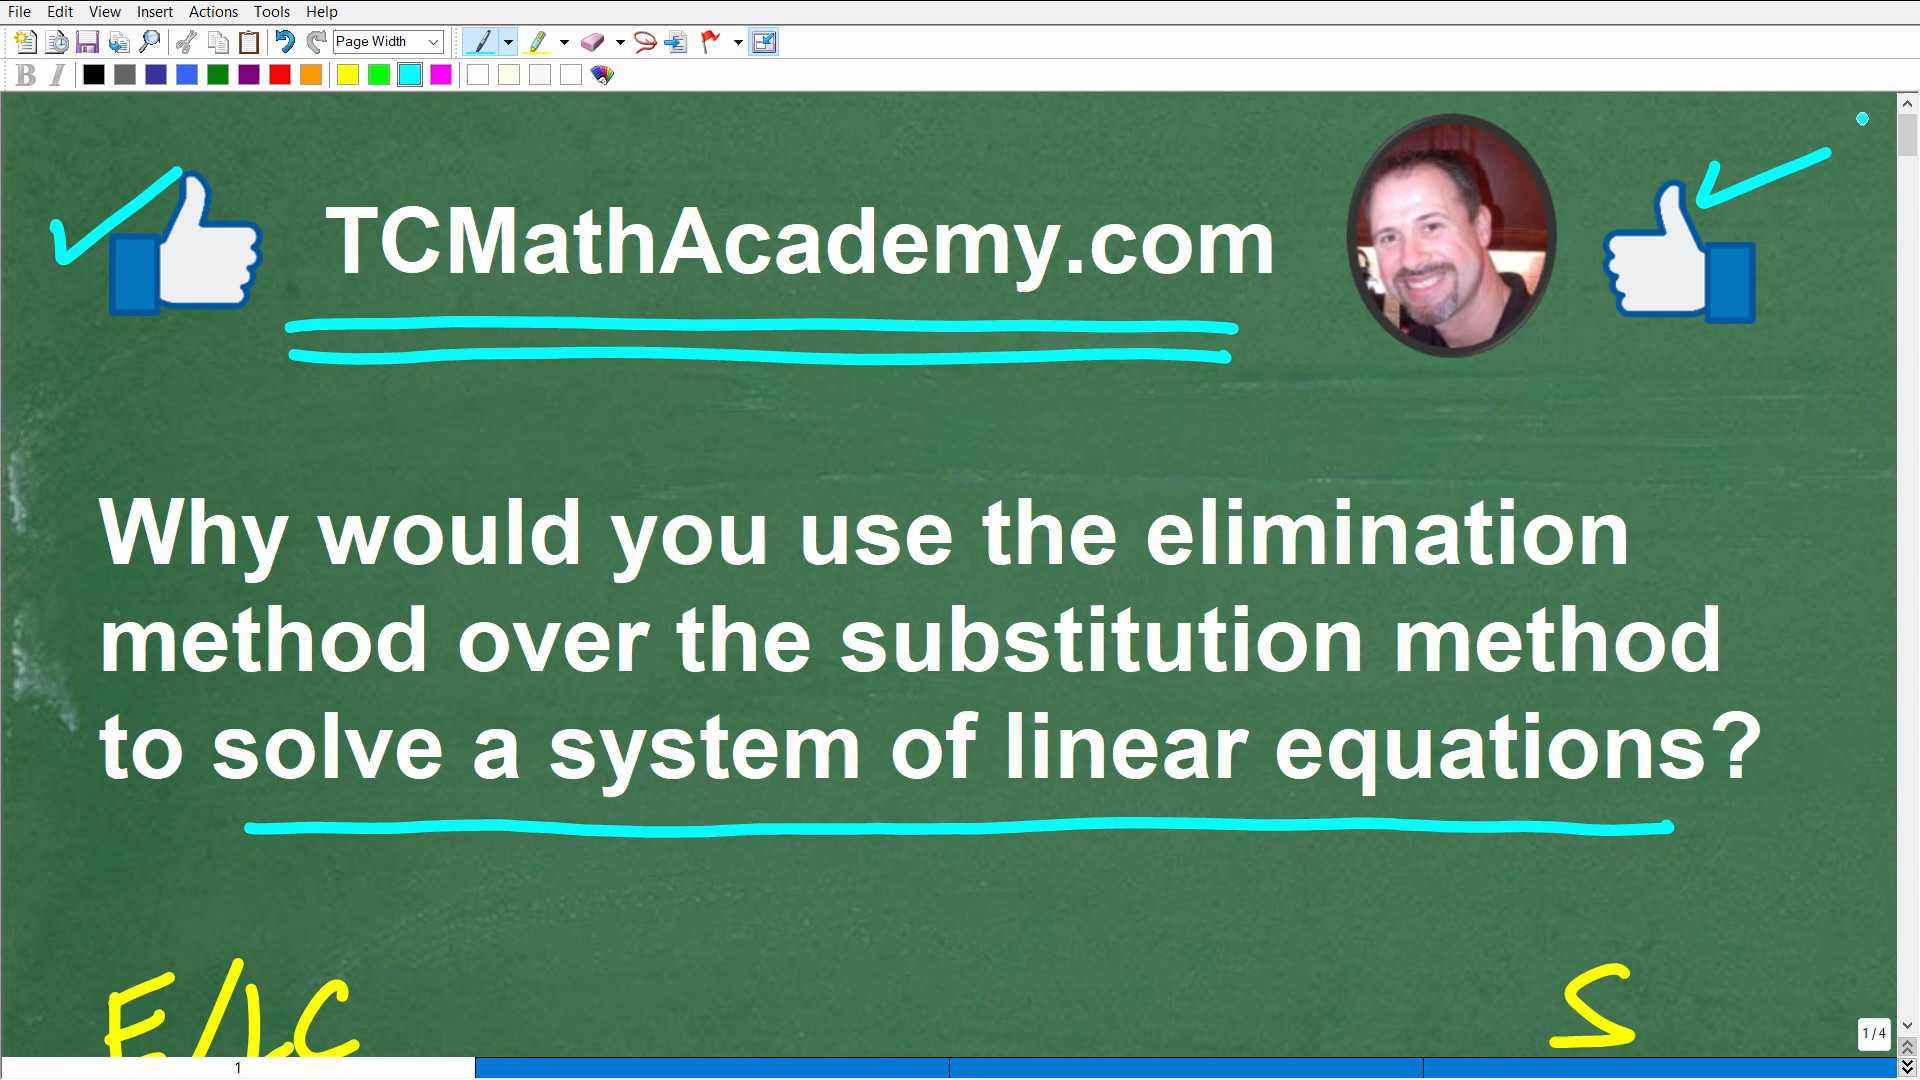 File Edit View Insert Actions Tools Help
Page Width
B I
TCMathAcademy.com
Why would you use the elimination
method over the substitution method
to solve a system of linear equations?
E/LC S
1 / 4
1